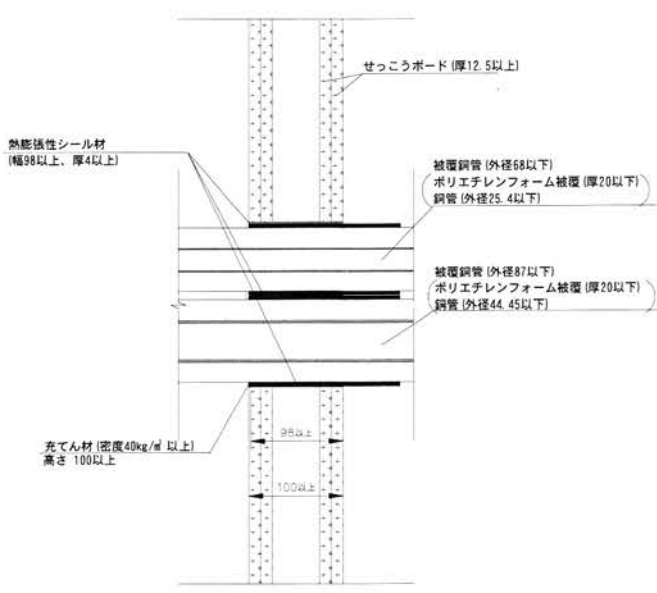 せっこうボード(厚12.5以上)
熱膨張性シール材
(幅98以上、厚4以上)
被覆銅管(外径68以下)
ポリエチレンフォーム被覆(厚20以下)
銅管(外径25.4以下)
被覆銅管(外径87以下)
ポリエチレンフォーム被覆(厚20以下)
銅管(外径44.45以下)
98以上
充てん材(密度40kg/㎥以上)
高さ 100以上
100以上